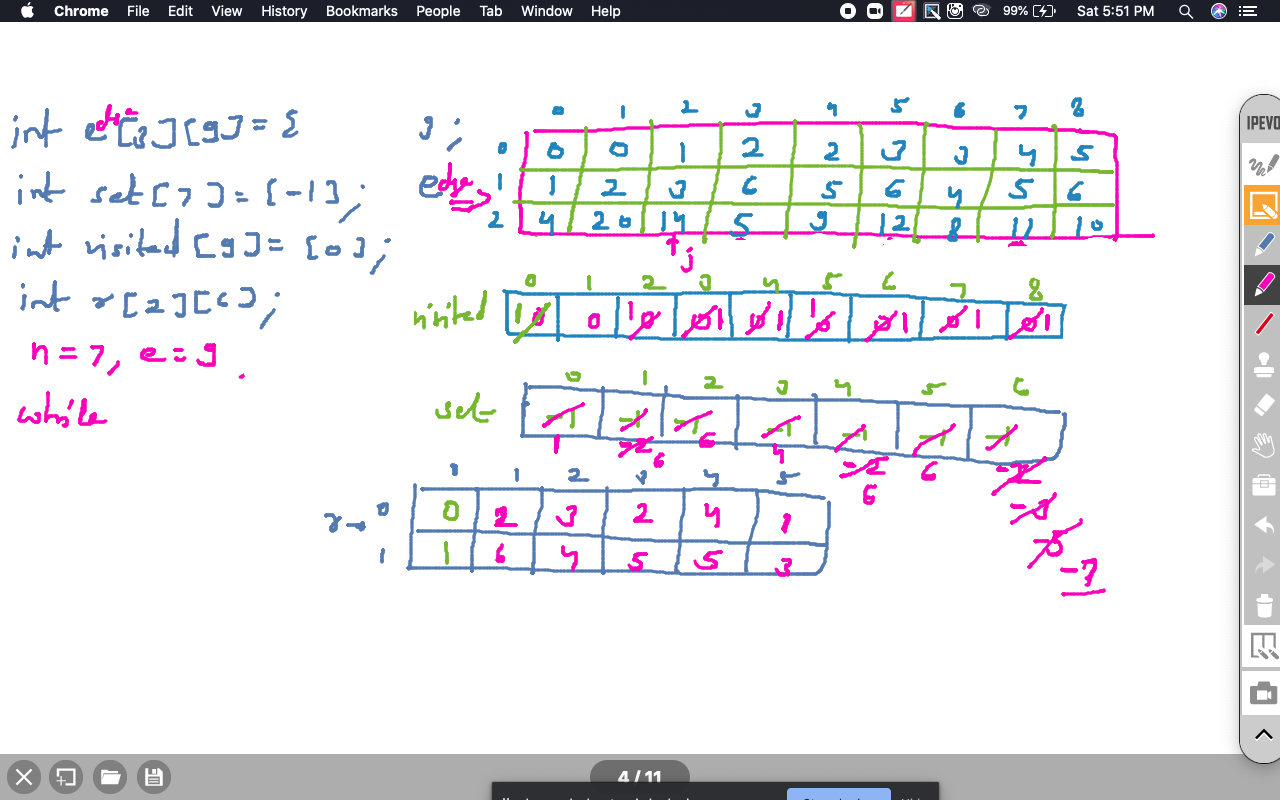 Chrome File Edit View History Bookmarks People Tab Window Help 99% Sat 5:51 PM
IPEVO
0 1 2 3 4 5 6 7 8
int edge[3][9] = { } ;
0 0 0 1 2 2 3 3 4 5
int set[7] = {-1} ;
edge
1 1 2 3 6 5 6 4 5 6
2 4 20 14 5 9 12 8 11 10
j
int visited[9] = {0} ;
int r[2][6] ;
n = 7, e = 9 .
while
0 1 2 3 4 5 6 7 8
visited 1 0 0 1 0 0 1 0 1 1 0 0 1 0 1 0 1
0 1 2 3 4 5 6
set -1 -1 -1 -1 -1 -1 -1
1 -2 6 6 4 -2 6 6 -2 -3 -5 -7
0 1 2 3 4 5
r → 0 0 2 3 2 4 1
1 1 6 4 5 5 3
4 / 11